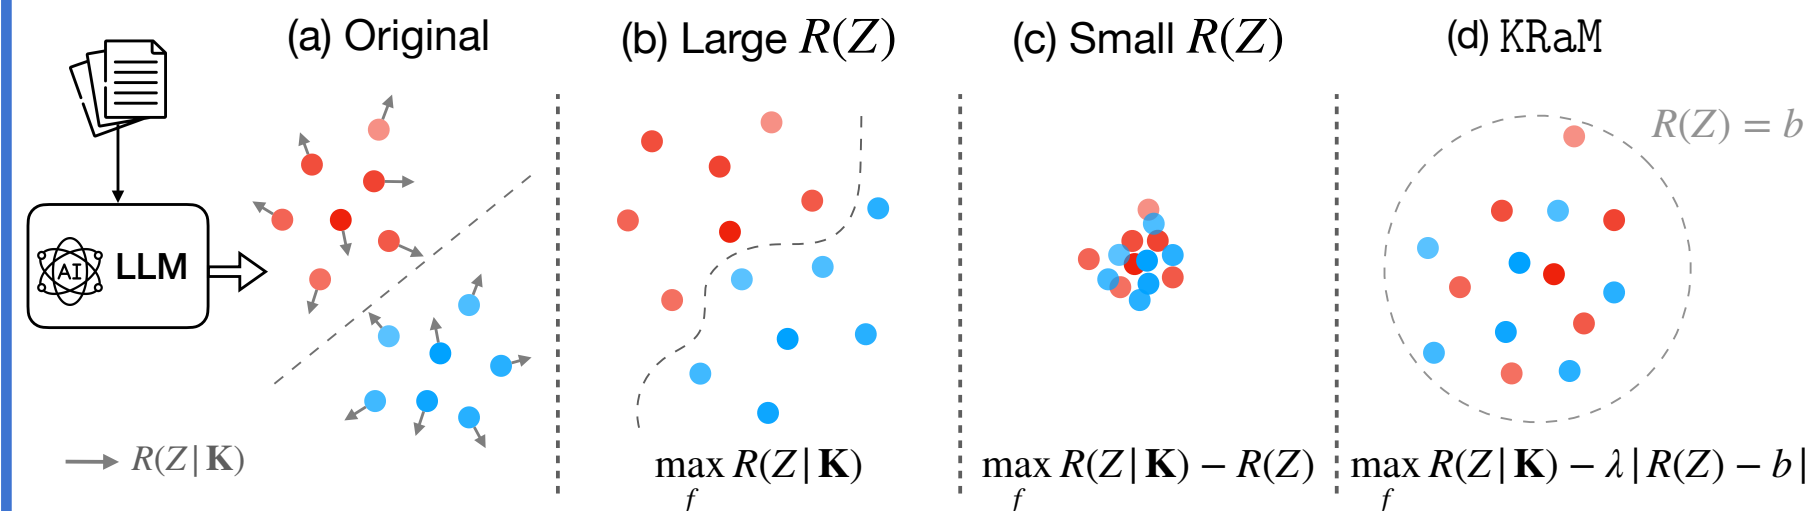 (a) Original
(b) Large R(Z)
(c) Small R(Z)
(d) KRaM
AI LLM
R(Z) = b
R(Z|K)
max R(Z|K)
f
max R(Z|K) − R(Z)
f
max R(Z|K) − λ|R(Z) − b|
f